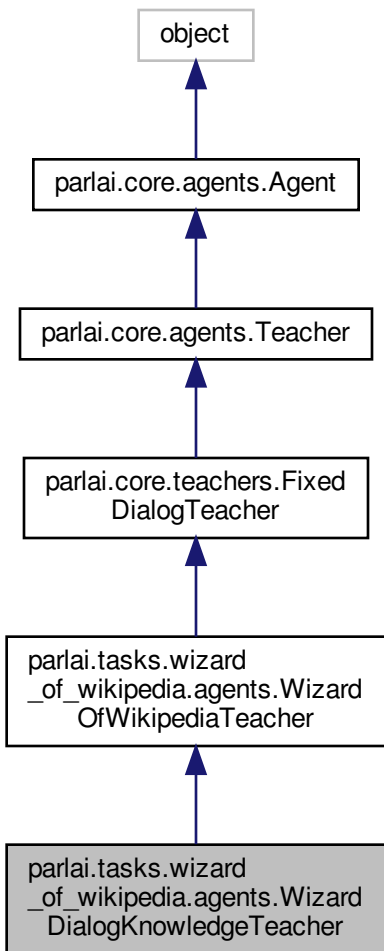 object
parlai.core.agents.Agent
parlai.core.agents.Teacher
parlai.core.teachers.Fixed
DialogTeacher
parlai.tasks.wizard
_of_wikipedia.agents.Wizard
OfWikipediaTeacher
parlai.tasks.wizard
_of_wikipedia.agents.Wizard
DialogKnowledgeTeacher